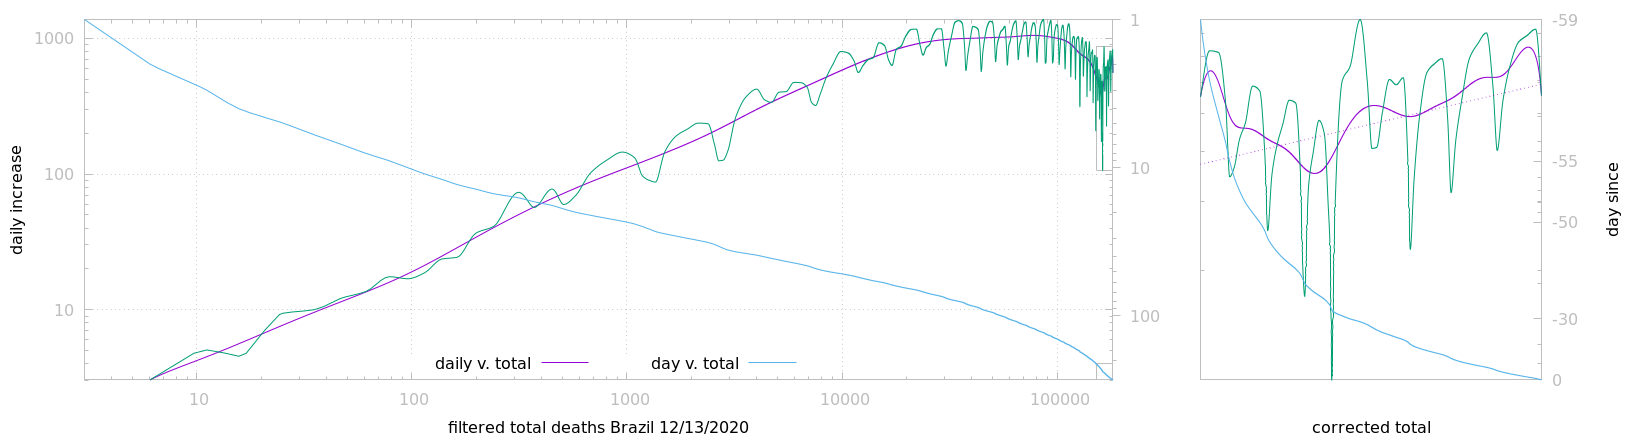 daily increase
1000
100
10
10
100
1000
10000
100000
filtered total deaths Brazil 12/13/2020
daily v. total
day v. total
1
10
100
-59
-55
-50
-30
0
day since
corrected total